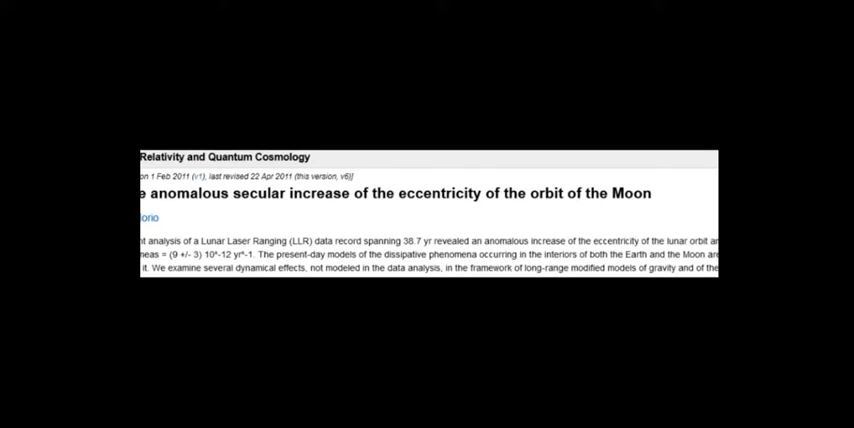 Relativity and Quantum Cosmology
on 1 Feb 2011 (v1), last revised 22 Apr 2011 (this version, v6)]
e anomalous secular increase of the eccentricity of the orbit of the Moon
Iorio
nt analysis of a Lunar Laser Ranging (LLR) data record spanning 38.7 yr revealed an anomalous increase of the eccentricity of the lunar orbit an
meas = (9 +/- 3) 10^-12 yr^-1. The present-day models of the dissipative phenomena occurring in the interiors of both the Earth and the Moon are
it. We examine several dynamical effects, not modeled in the data analysis, in the framework of long-range modified models of gravity and of the